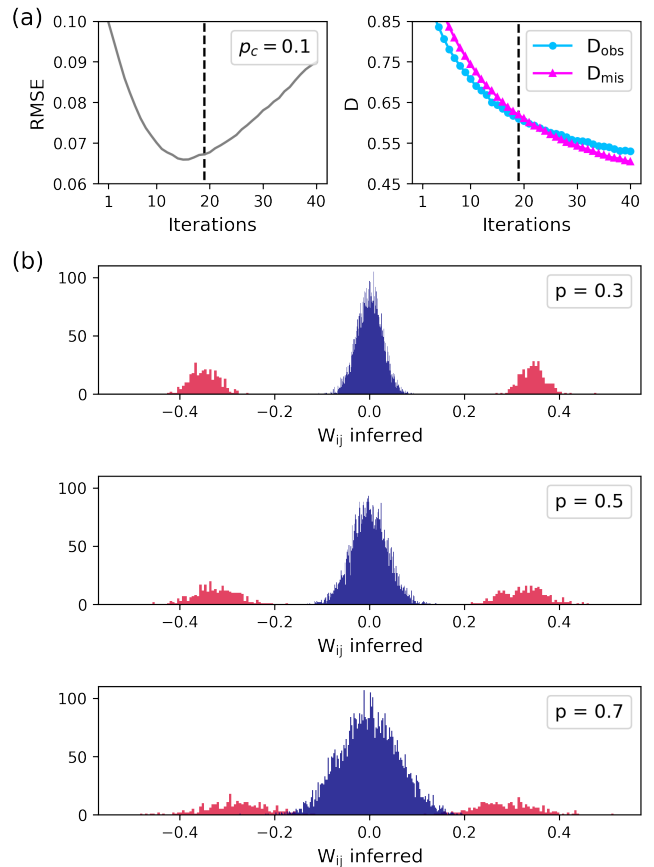 (a)
0.10
0.09
0.08
0.07
0.06
RMSE
p_c = 0.1
1 10 20 30 40
Iterations
0.85
0.75
0.65
0.55
0.45
D
D_obs
D_mis
1 10 20 30 40
Iterations
(b)
100
50
0
p = 0.3
−0.4 −0.2 0.0 0.2 0.4
W_ij inferred
100
50
0
p = 0.5
−0.4 −0.2 0.0 0.2 0.4
W_ij inferred
100
50
0
p = 0.7
−0.4 −0.2 0.0 0.2 0.4
W_ij inferred